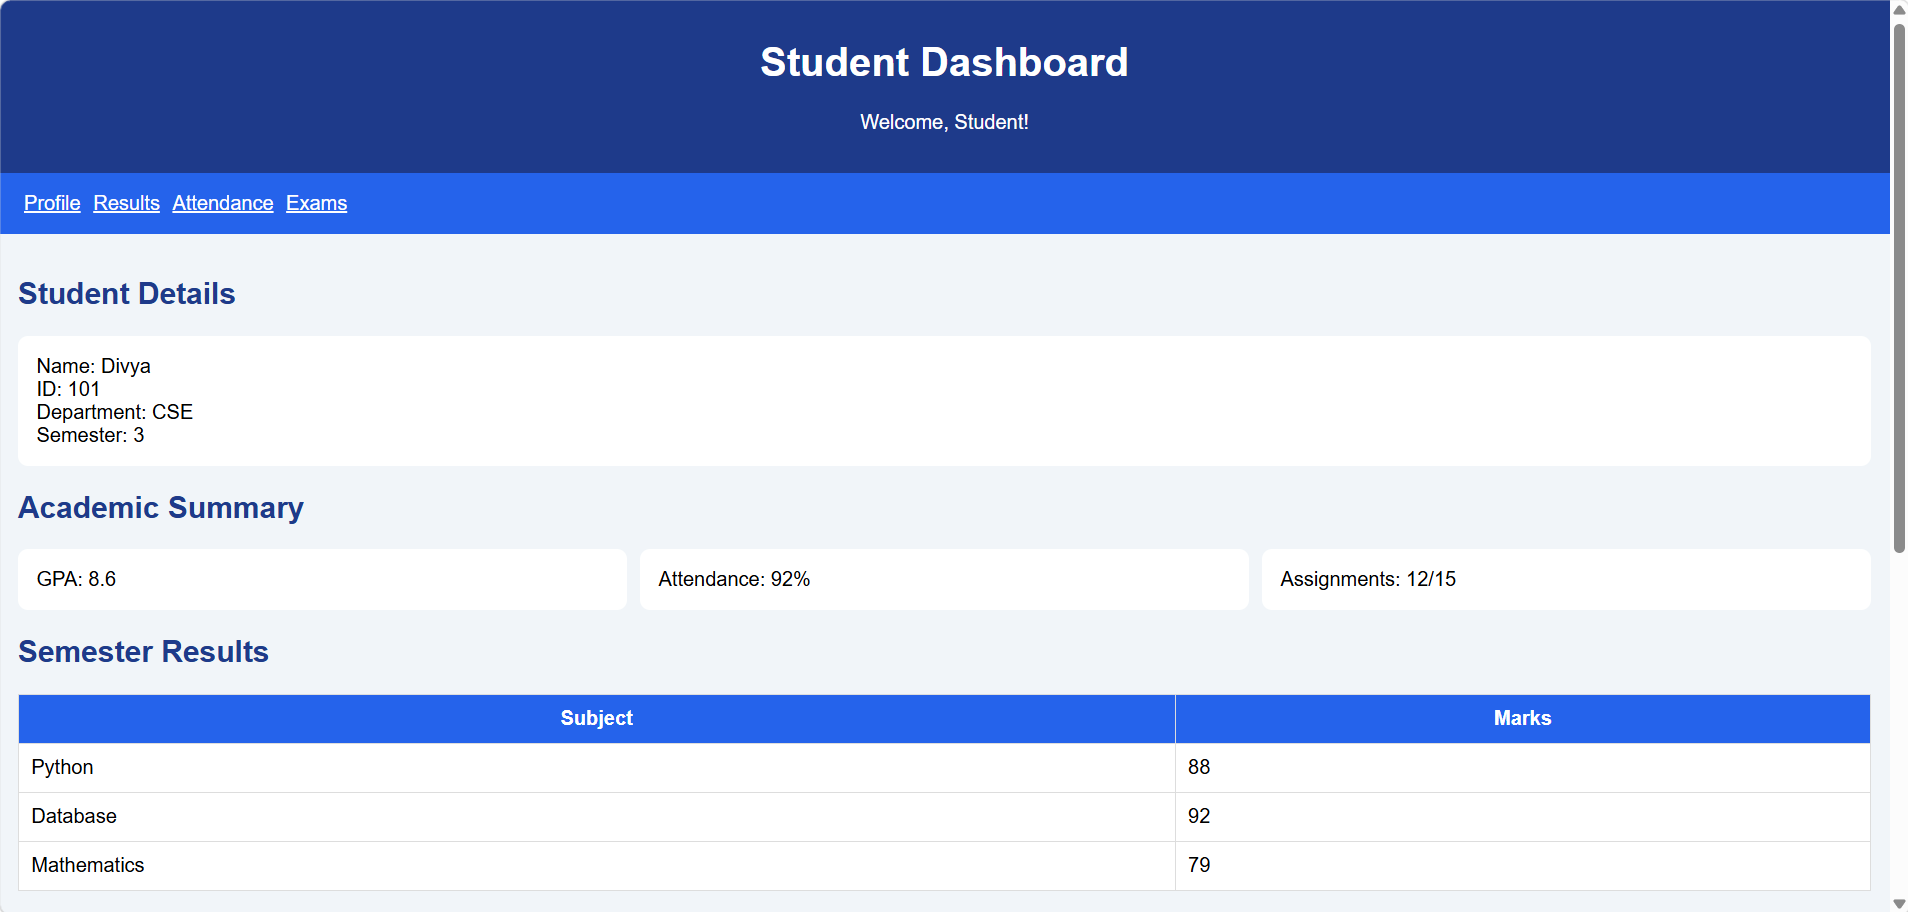 Student Dashboard
Welcome, Student!
Profile Results Attendance Exams
Student Details
Name: Divya
ID: 101
Department: CSE
Semester: 3
Academic Summary
GPA: 8.6
Attendance: 92%
Assignments: 12/15
Semester Results
Subject Marks
Python 88
Database 92
Mathematics 79